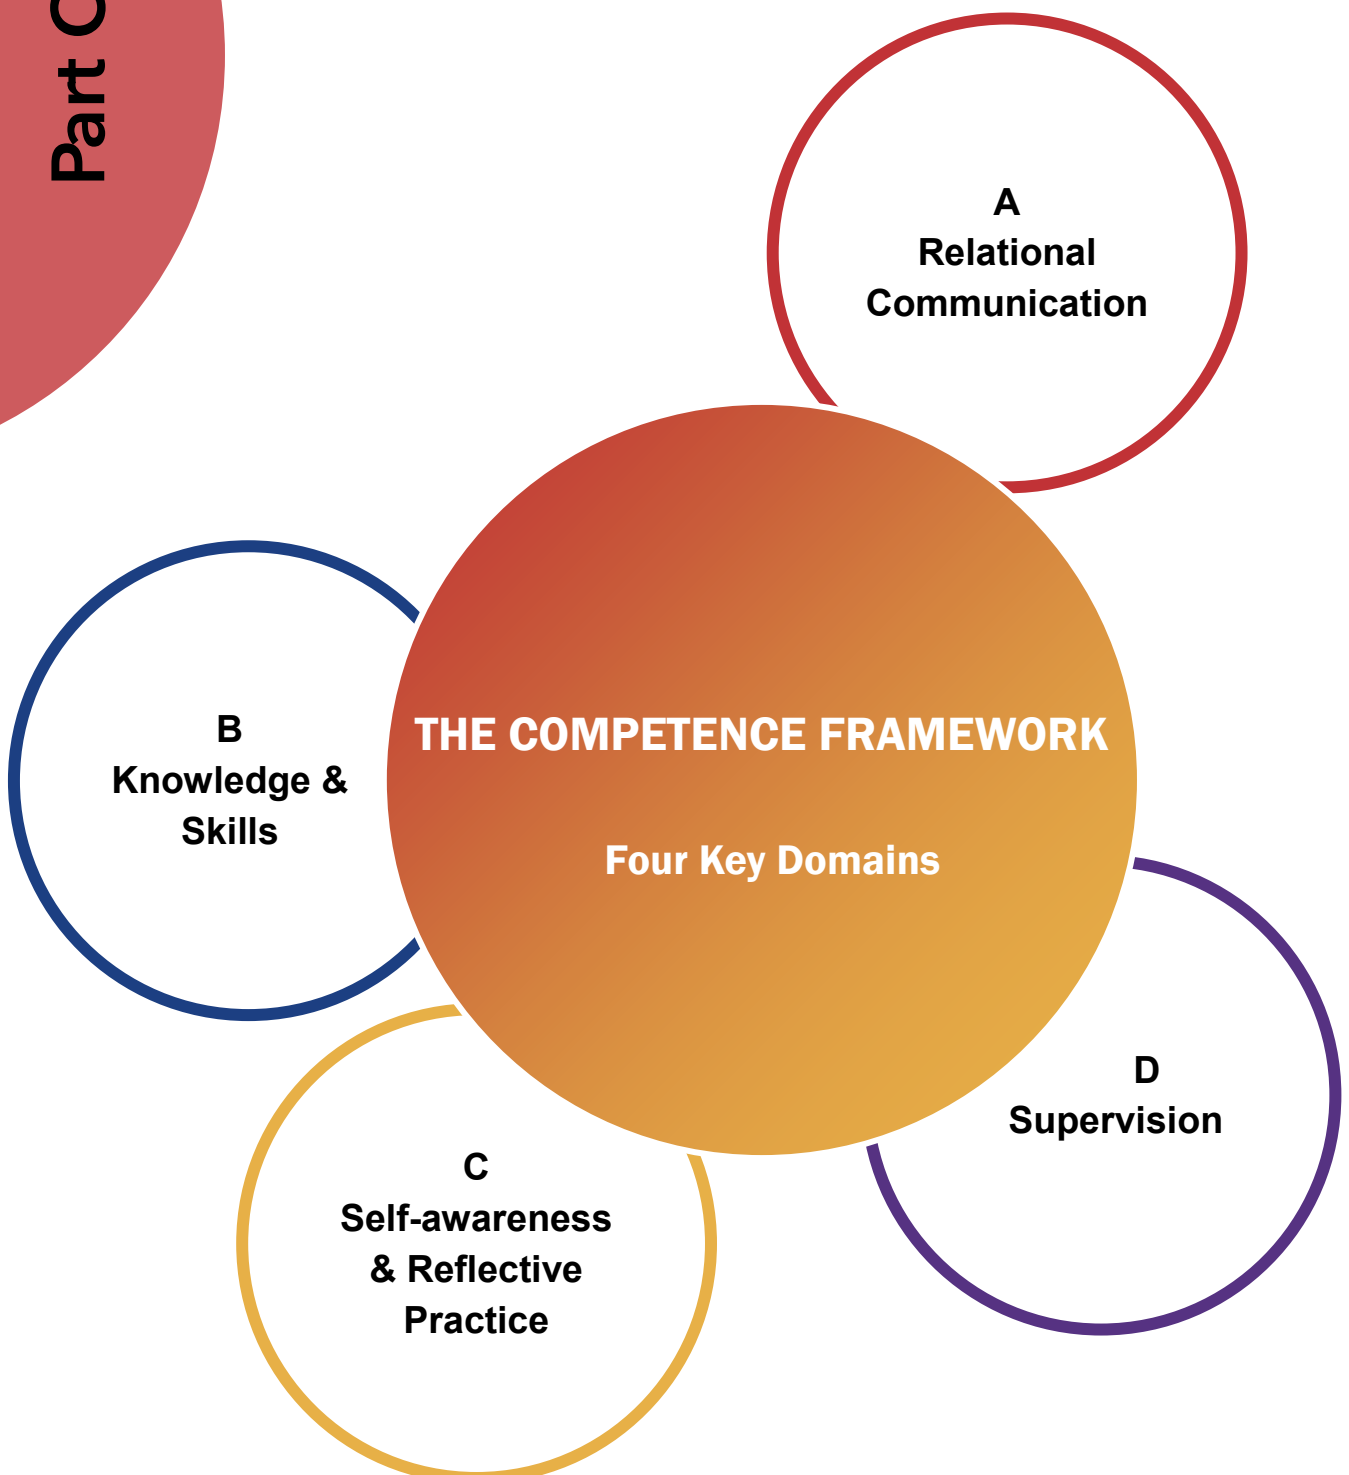 Part
A
Relational
Communication
THE COMPETENCE FRAMEWORK
Four Key Domains
B
Knowledge &
Skills
C
Self-awareness
& Reflective
Practice
D
Supervision